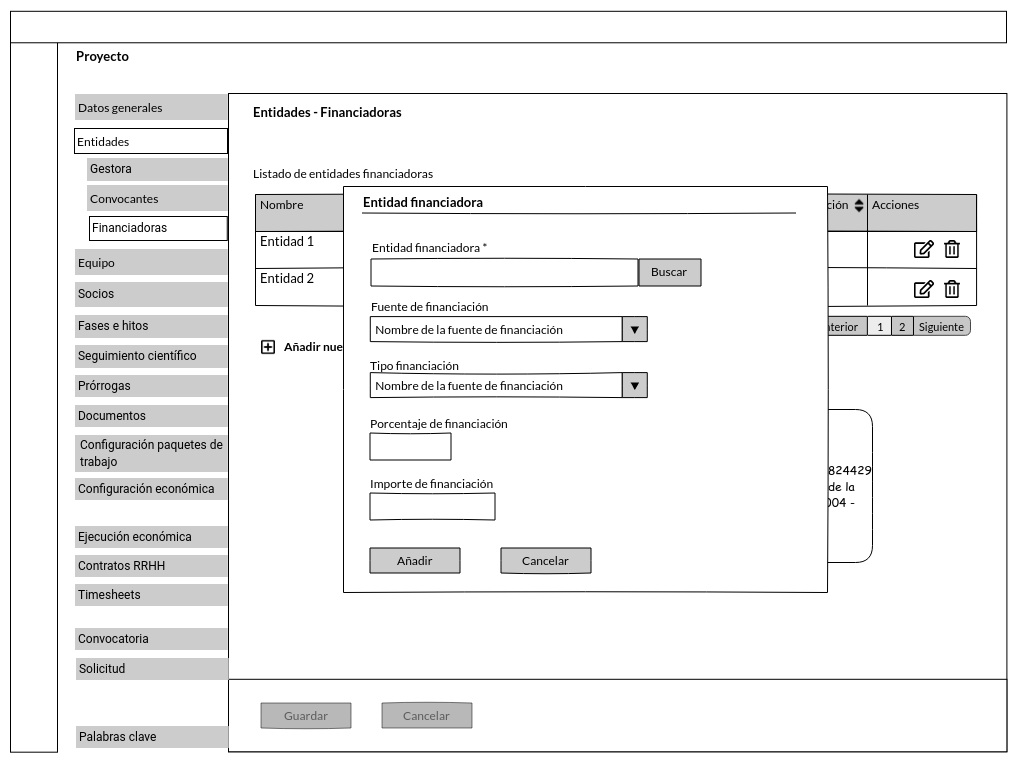 Proyecto
Datos generales
Entidades
Gestora
Convocantes
Financiadoras
Equipo
Socios
Fases e hitos
Seguimiento científico
Prórrogas
Documentos
Configuración paquetes de
trabajo
Configuración económica
Ejecución económica
Contratos RRHH
Timesheets
Convocatoria
Solicitud
Palabras clave
Entidades - Financiadoras
Listado de entidades financiadoras
Nombre ción Acciones
Entidad 1
Entidad 2
terior 1 2 Siguiente
Añadir nue
824429
de la
004 -
Entidad financiadora
Entidad financiadora *
Buscar
Fuente de financiación
Nombre de la fuente de financiación
Tipo financiación
Nombre de la fuente de financiación
Porcentaje de financiación
Importe de financiación
Añadir Cancelar
Guardar Cancelar